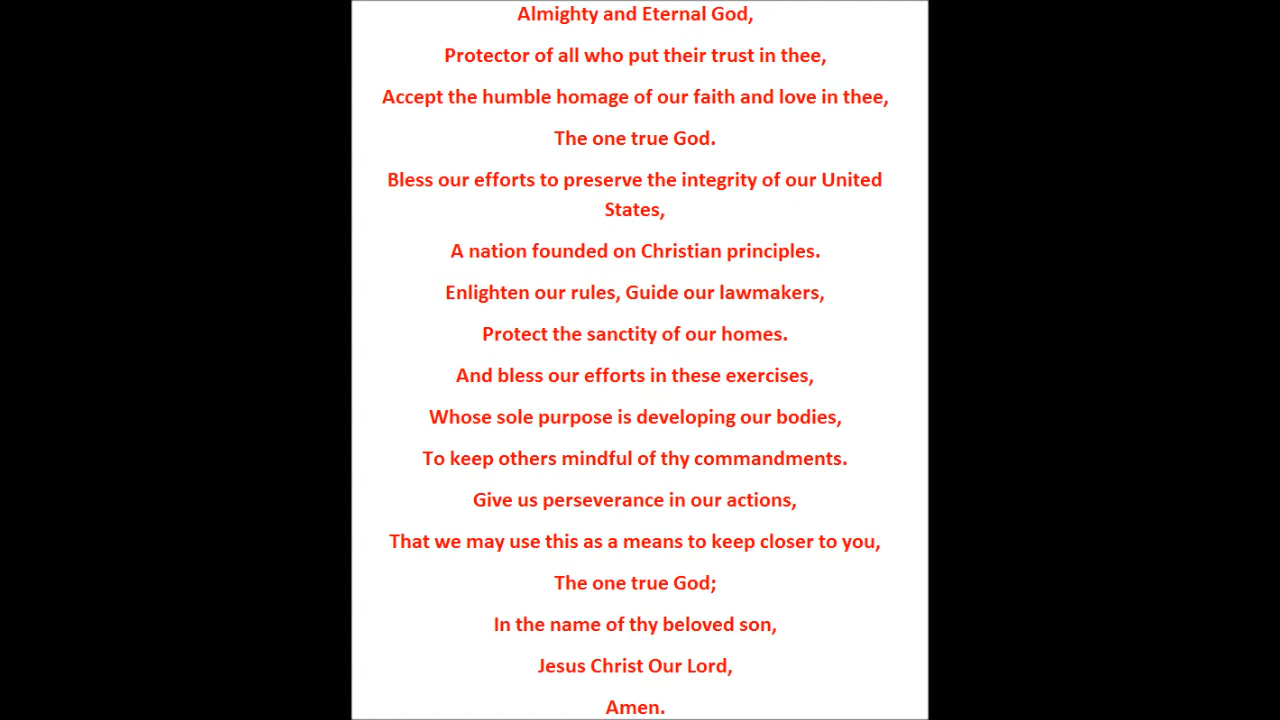 Almighty and Eternal God,
Protector of all who put their trust in thee,
Accept the humble homage of our faith and love in thee,
The one true God.
Bless our efforts to preserve the integrity of our United
States,
A nation founded on Christian principles.
Enlighten our rules, Guide our lawmakers,
Protect the sanctity of our homes.
And bless our efforts in these exercises,
Whose sole purpose is developing our bodies,
To keep others mindful of thy commandments.
Give us perseverance in our actions,
That we may use this as a means to keep closer to you,
The one true God;
In the name of thy beloved son,
Jesus Christ Our Lord,
Amen.